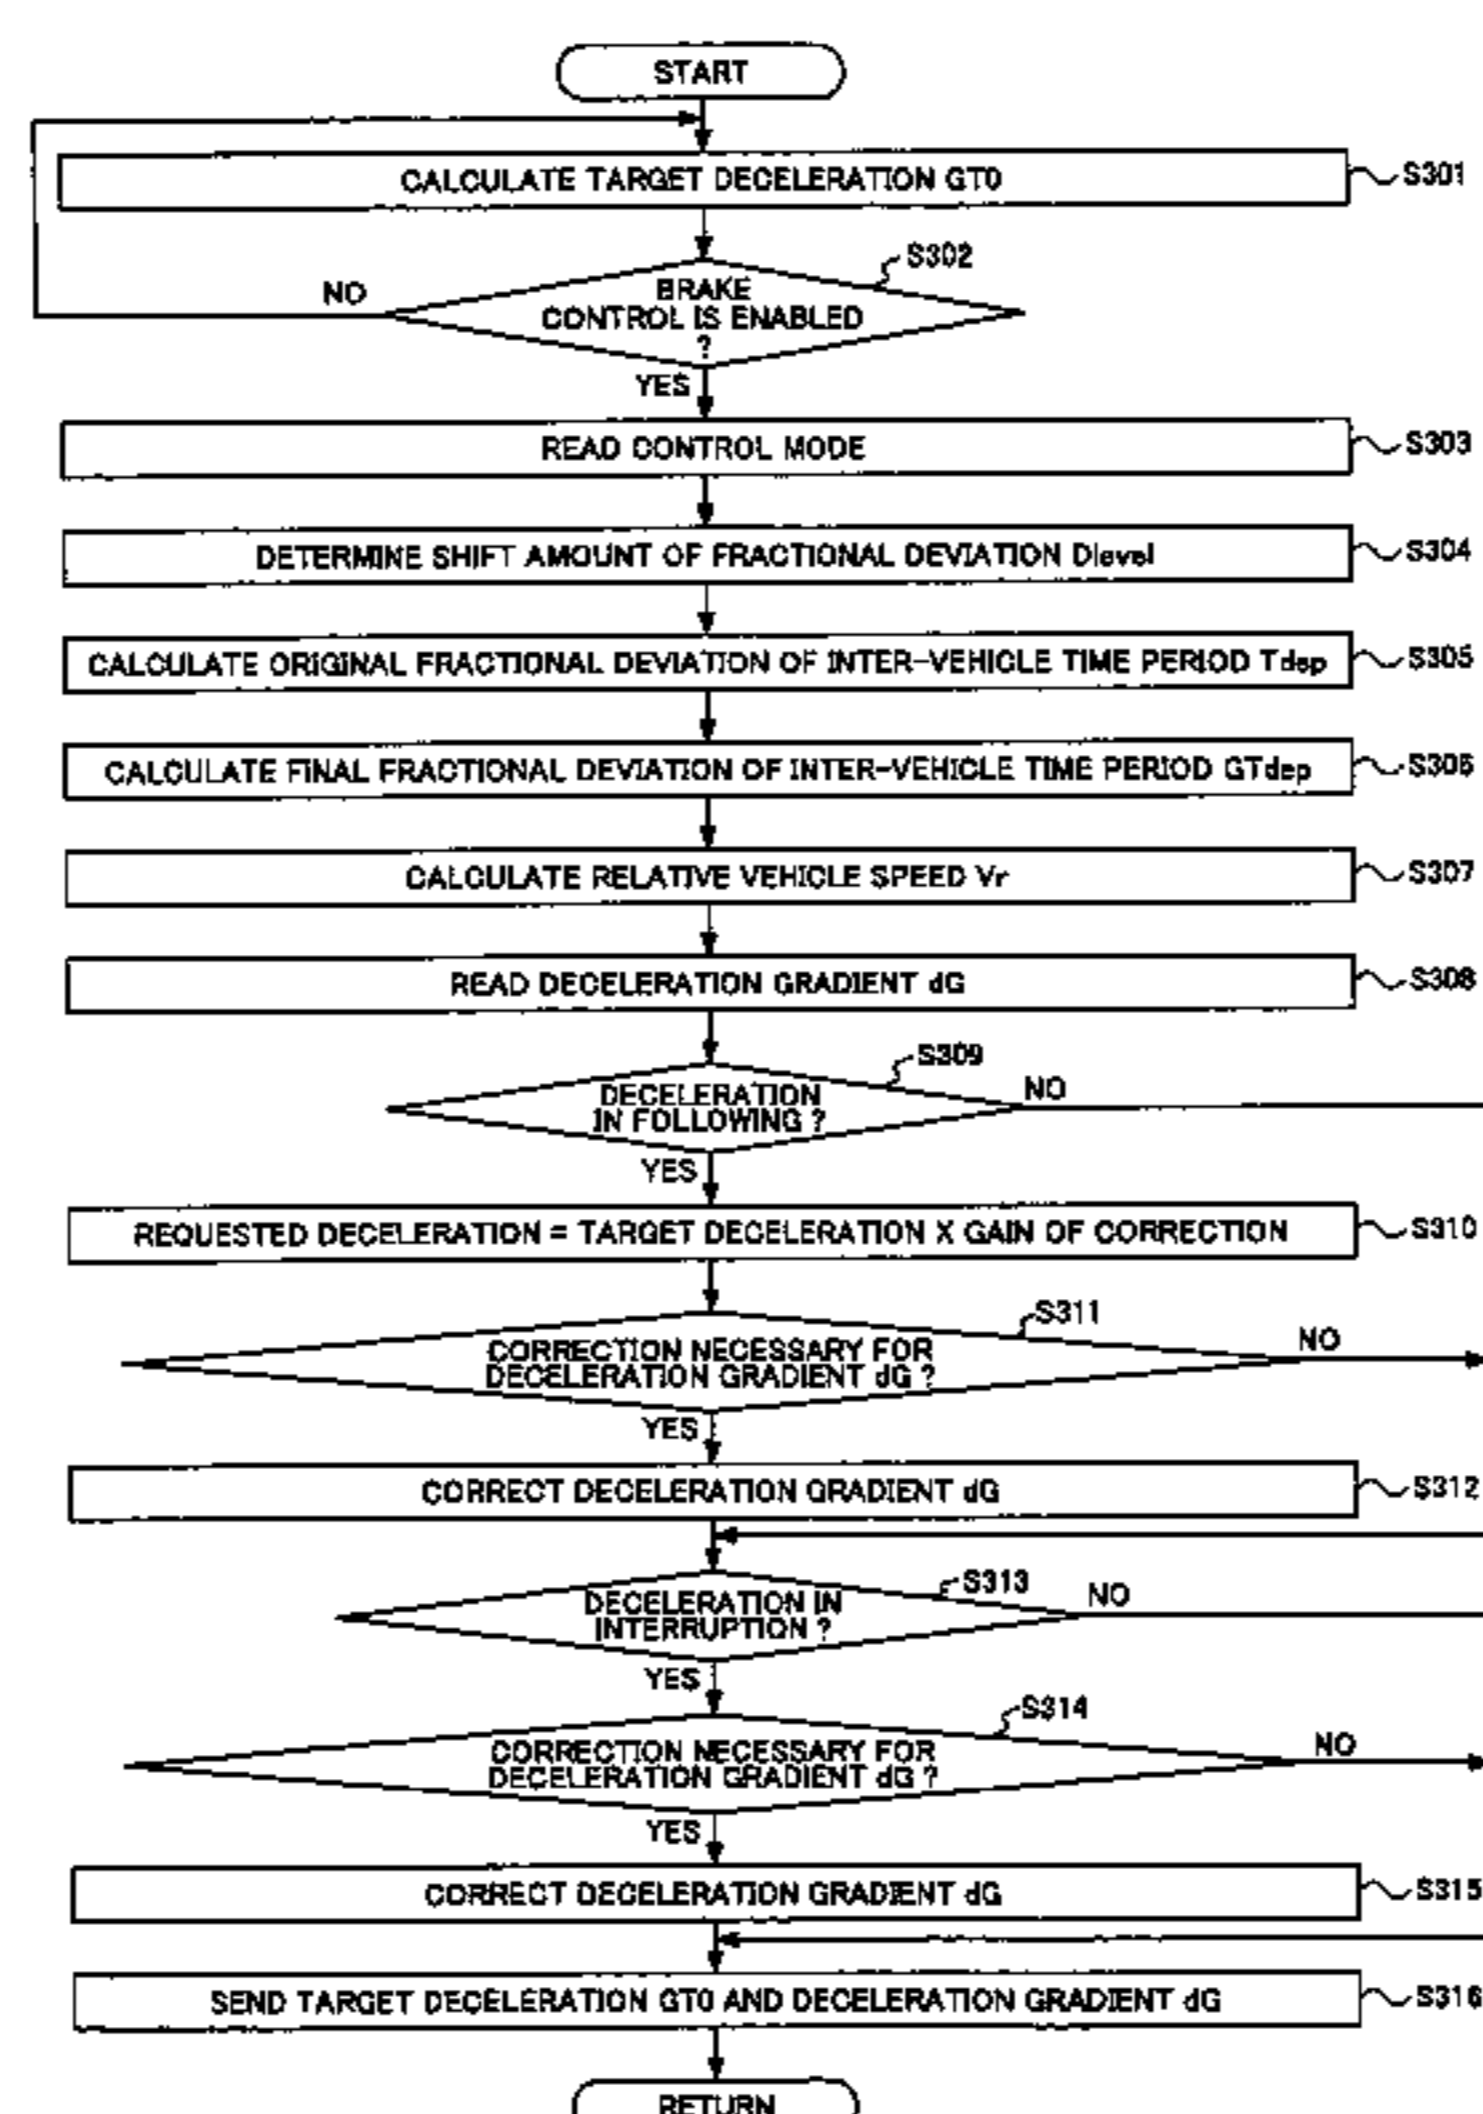 START
CALCULATE TARGET DECELERATION GT0
S301
S302
BRAKE
CONTROL IS ENABLED
?
NO
YES
READ CONTROL MODE
S303
DETERMINE SHIFT AMOUNT OF FRACTIONAL DEVIATION Dlevel
S304
CALCULATE ORIGINAL FRACTIONAL DEVIATION OF INTER-VEHICLE TIME PERIOD Tdep
S305
CALCULATE FINAL FRACTIONAL DEVIATION OF INTER-VEHICLE TIME PERIOD GTdep
S306
CALCULATE RELATIVE VEHICLE SPEED Vr
S307
READ DECELERATION GRADIENT dG
S308
S309
DECELERATION
IN FOLLOWING ?
NO
YES
REQUESTED DECELERATION = TARGET DECELERATION X GAIN OF CORRECTION
S310
S311
CORRECTION NECESSARY FOR
DECELERATION GRADIENT dG ?
NO
YES
CORRECT DECELERATION GRADIENT dG
S312
S313
DECELERATION IN
INTERRUPTION ?
NO
YES
S314
CORRECTION NECESSARY FOR
DECELERATION GRADIENT dG ?
NO
YES
CORRECT DECELERATION GRADIENT dG
S315
SEND TARGET DECELERATION GT0 AND DECELERATION GRADIENT dG
S316
RETURN